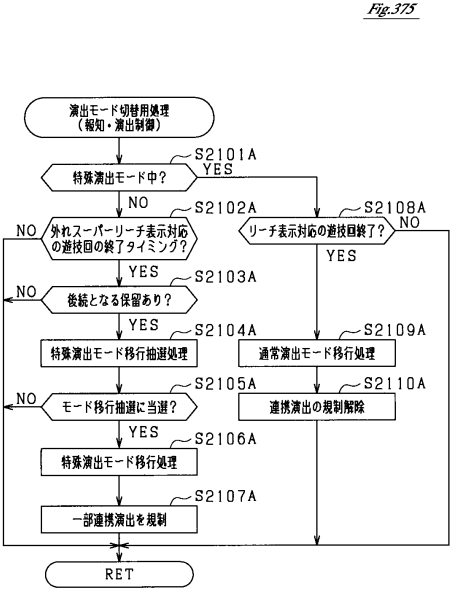 Fig.375
演出モード切替用処理
(報知・演出制御)
S2101A
特殊演出モード中?
YES
NO
S2102A
外れスーパーリーチ表示対応
の遊技回の終了タイミング?
NO
YES
S2108A
リーチ表示対応の遊技回終了?
NO
YES
S2103A
後続となる保留あり?
NO
YES
S2104A
特殊演出モード移行抽選処理
S2109A
通常演出モード移行処理
S2105A
モード移行抽選に当選?
NO
YES
S2110A
連携演出の規制解除
S2106A
特殊演出モード移行処理
S2107A
一部連携演出を規制
RET